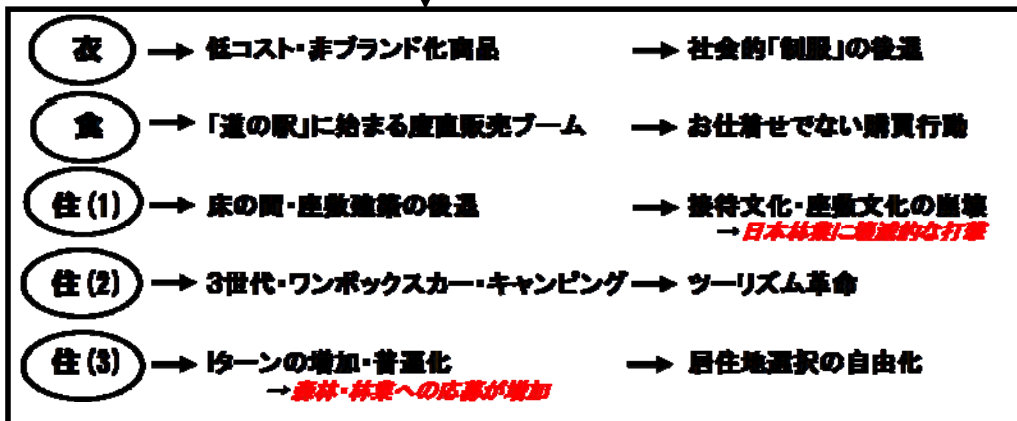 衣 → 低コスト・非ブランド化商品 → 社会的「制服」の後退
食 → 「道の駅」に始まる産直販売ブーム → お仕着せでない購買行動
住(1) → 床の間・座敷建築の後退 → 接待文化・座敷文化の崩壊
→日本林業に壊滅的な打撃
住(2) → 3世代・ワンボックスカー・キャンピング → ツーリズム革命
住(3) → Iターンの増加・普遍化 → 居住地選択の自由化
→森林・林業への応募が増加